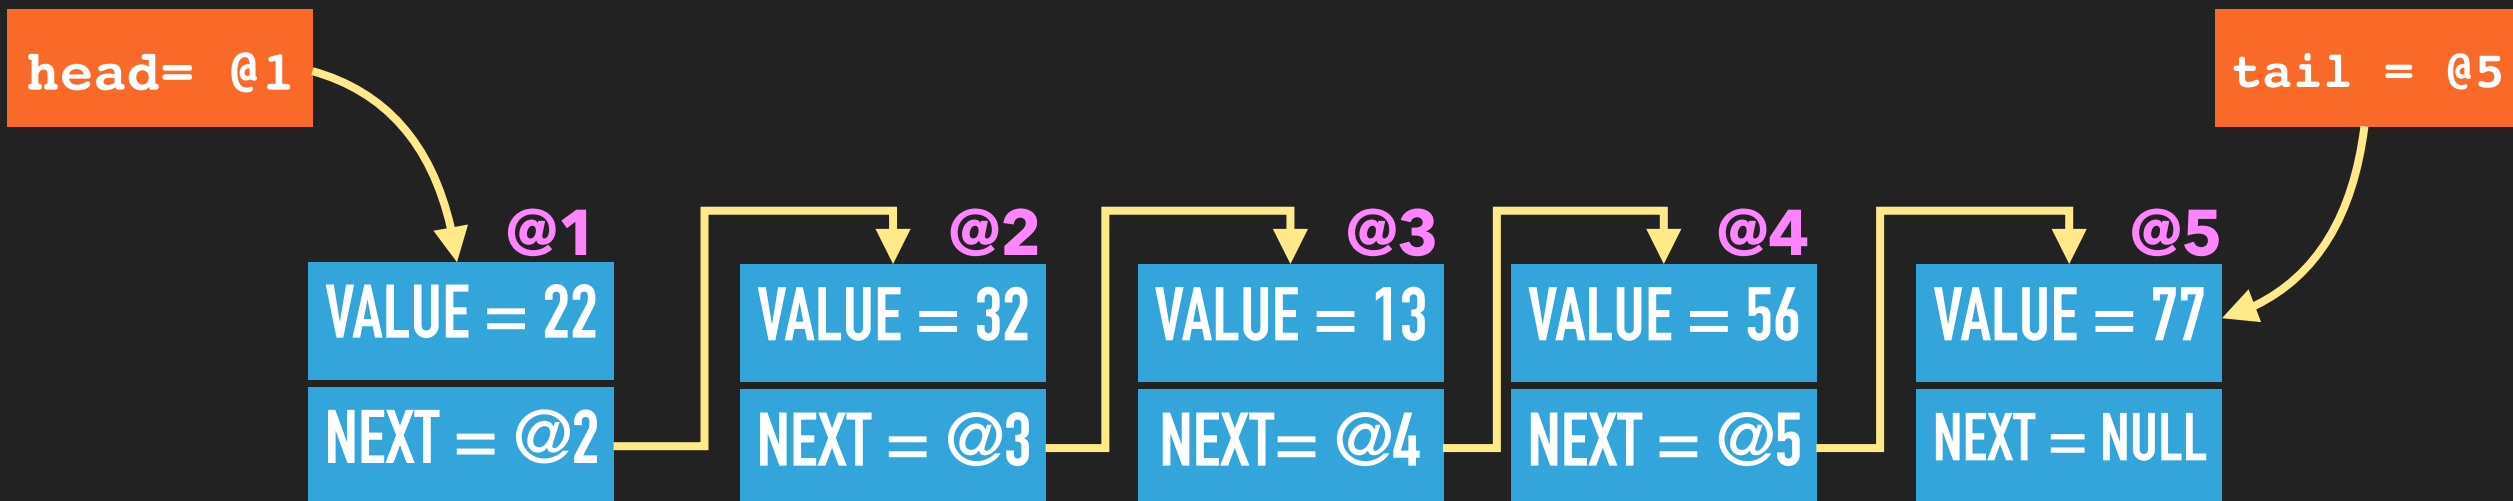 head= @1
tail = @5
@1
@2
@3
@4
@5
VALUE = 22
VALUE = 32
VALUE = 13
VALUE = 56
VALUE = 77
NEXT = @2
NEXT = @3
NEXT= @4
NEXT = @5
NEXT = NULL